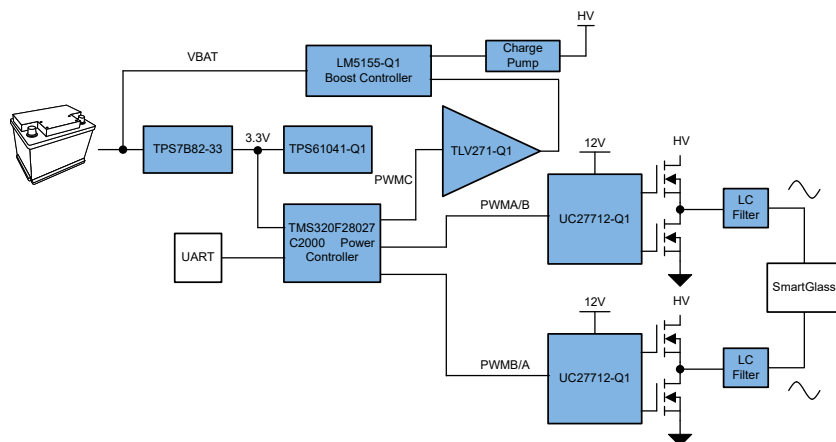 HV
VBAT
LM5155-Q1
Boost Controller
Charge
Pump
TPS7B82-33
3.3V
TPS61041-Q1
TLV271-Q1
PWMC
12V
HV
UC27712-Q1
LC
Filter
TMS320F28027
C2000 Power
Controller
PWMA/B
UART
SmartGlass
12V
HV
PWMB/A
UC27712-Q1
LC
Filter